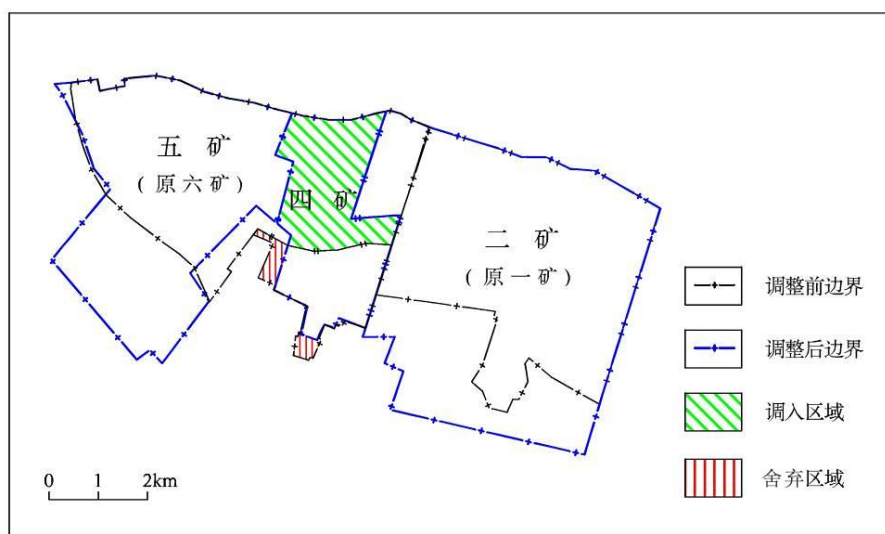 五 矿
(原六矿)
四 矿
二 矿
(原一矿)
调整前边界
调整后边界
调入区域
舍弃区域
0 1 2km